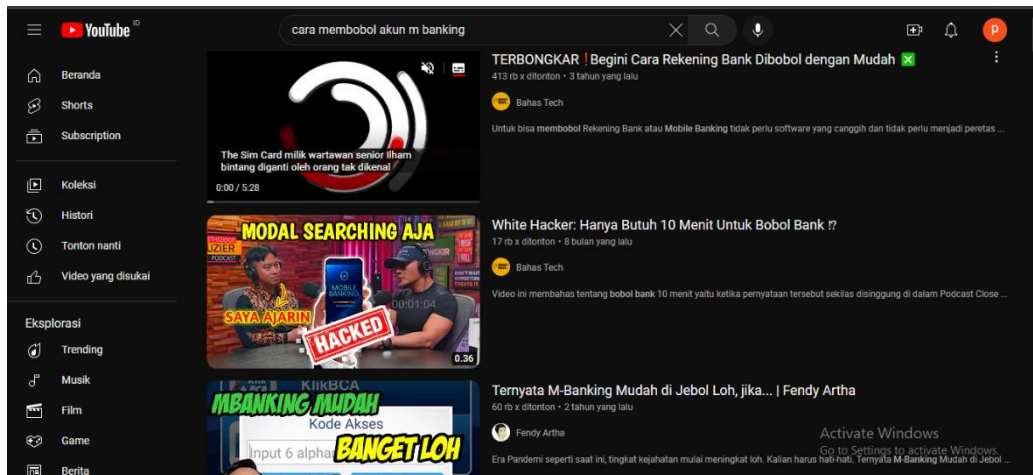 YouTube ID
cara membobol akun m banking
P
Beranda
Shorts
Subscription
Koleksi
Histori
Tonton nanti
Video yang disukai
Eksplorasi
Trending
Musik
Film
Game
Berita
The Sim Card milik wartawan senior Ilham
bintang diganti oleh orang tak dikenal
0:00 / 5:28
TERBONGKAR❗Begini Cara Rekening Bank Dibobol dengan Mudah ❎
413 rb x ditonton • 3 tahun yang lalu
Bahas Tech
Untuk bisa membobol Rekening Bank atau Mobile Banking tidak perlu software yang canggih dan tidak perlu menjadi peretas ...
MODAL SEARCHING AJA
UZIER
PODCAST
MOBILE
BANKING
00:01:04
SAYA AJARIN
HACKED
0.36
White Hacker: Hanya Butuh 10 Menit Untuk Bobol Bank ⁉
17 rb x ditonton • 8 bulan yang lalu
Bahas Tech
Video ini membahas tentang bobol bank 10 menit yaitu ketika pernyataan tersebut sekilas disinggung di dalam Podcast Close ...
KlikBCA
MBANKING MUDAH
Kode Akses
Input 6 alpha
BANGET LOH
Ternyata M-Banking Mudah di Jebol Loh, jika... | Fendy Artha
60 rb x ditonton • 2 tahun yang lalu
Fendy Artha
Era Pandemi seperti saat ini, tingkat kejahatan mulai meningkat loh. Kalian harus hati-hati. Ternyata M-Banking Mudah di Jebol ...
Activate Windows
Go to Settings to activate Windows.